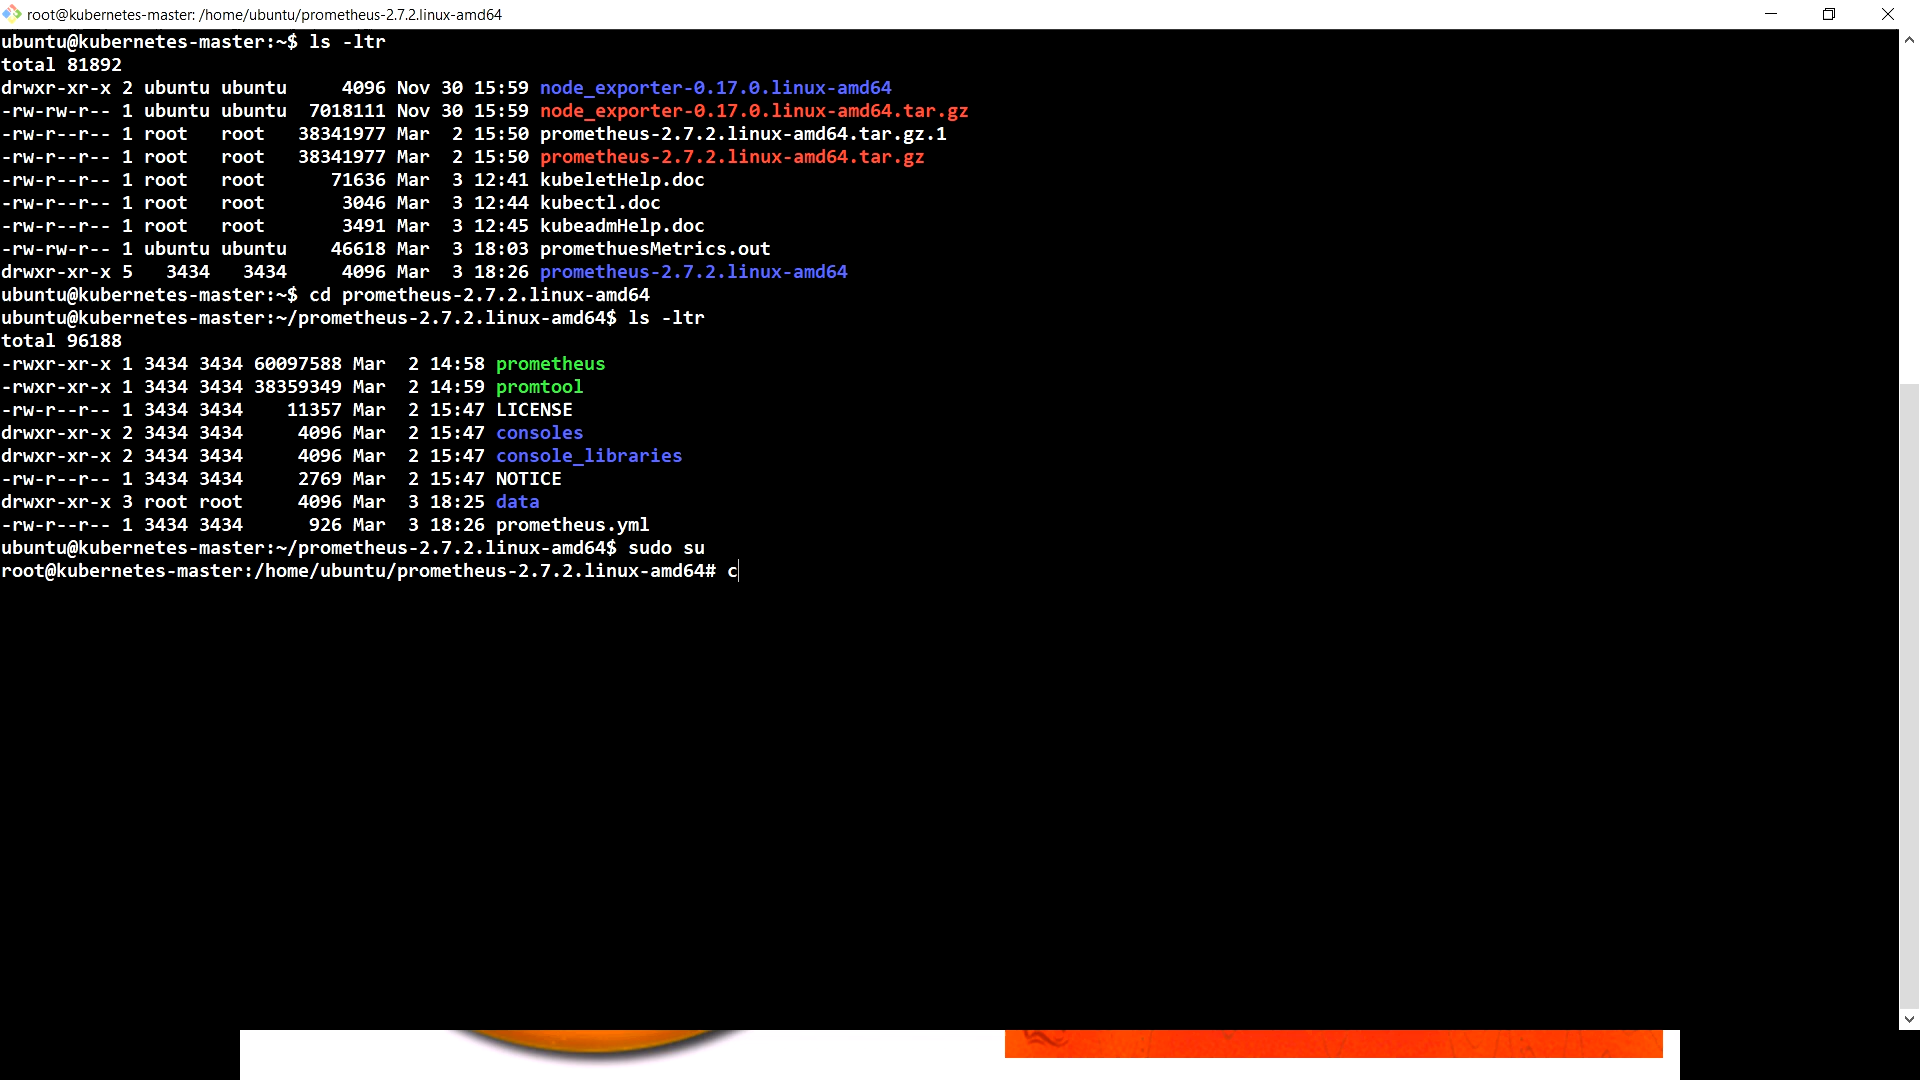 root@kubernetes-master: /home/ubuntu/prometheus-2.7.2.linux-amd64
ubuntu@kubernetes-master:~$ ls -ltr
total 81892
drwxr-xr-x 2 ubuntu ubuntu     4096 Nov 30 15:59 node_exporter-0.17.0.linux-amd64
-rw-rw-r-- 1 ubuntu ubuntu  7018111 Nov 30 15:59 node_exporter-0.17.0.linux-amd64.tar.gz
-rw-r--r-- 1 root   root   38341977 Mar  2 15:50 prometheus-2.7.2.linux-amd64.tar.gz.1
-rw-r--r-- 1 root   root   38341977 Mar  2 15:50 prometheus-2.7.2.linux-amd64.tar.gz
-rw-r--r-- 1 root   root      71636 Mar  3 12:41 kubeletHelp.doc
-rw-r--r-- 1 root   root       3046 Mar  3 12:44 kubectl.doc
-rw-r--r-- 1 root   root       3491 Mar  3 12:45 kubeadmHelp.doc
-rw-rw-r-- 1 ubuntu ubuntu    46618 Mar  3 18:03 promethuesMetrics.out
drwxr-xr-x 5   3434   3434     4096 Mar  3 18:26 prometheus-2.7.2.linux-amd64
ubuntu@kubernetes-master:~$ cd prometheus-2.7.2.linux-amd64
ubuntu@kubernetes-master:~/prometheus-2.7.2.linux-amd64$ ls -ltr
total 96188
-rwxr-xr-x 1 3434 3434 60097588 Mar  2 14:58 prometheus
-rwxr-xr-x 1 3434 3434 38359349 Mar  2 14:59 promtool
-rw-r--r-- 1 3434 3434    11357 Mar  2 15:47 LICENSE
drwxr-xr-x 2 3434 3434     4096 Mar  2 15:47 consoles
drwxr-xr-x 2 3434 3434     4096 Mar  2 15:47 console_libraries
-rw-r--r-- 1 3434 3434     2769 Mar  2 15:47 NOTICE
drwxr-xr-x 3 root root     4096 Mar  3 18:25 data
-rw-r--r-- 1 3434 3434      926 Mar  3 18:26 prometheus.yml
ubuntu@kubernetes-master:~/prometheus-2.7.2.linux-amd64$ sudo su
root@kubernetes-master:/home/ubuntu/prometheus-2.7.2.linux-amd64# c